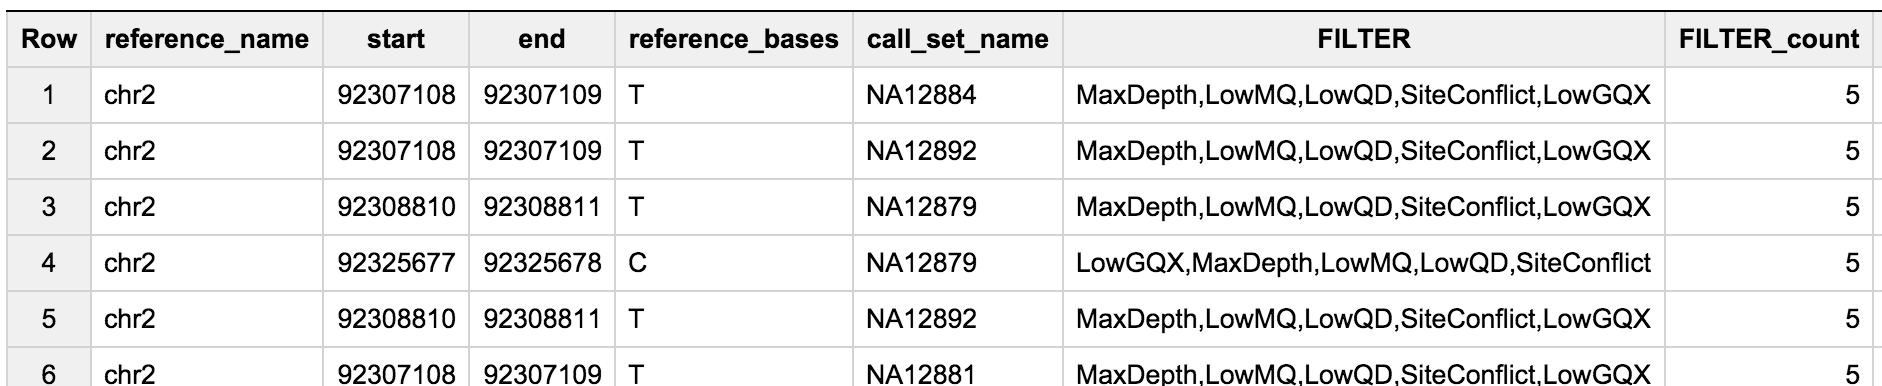 Row reference_name start end reference_bases call_set_name FILTER FILTER_count
1 chr2 92307108 92307109 T NA12884 MaxDepth,LowMQ,LowQD,SiteConflict,LowGQX 5
2 chr2 92307108 92307109 T NA12892 MaxDepth,LowMQ,LowQD,SiteConflict,LowGQX 5
3 chr2 92308810 92308811 T NA12879 MaxDepth,LowMQ,LowQD,SiteConflict,LowGQX 5
4 chr2 92325677 92325678 C NA12879 LowGQX,MaxDepth,LowMQ,LowQD,SiteConflict 5
5 chr2 92308810 92308811 T NA12892 MaxDepth,LowMQ,LowQD,SiteConflict,LowGQX 5
6 chr2 92307108 92307109 T NA12881 MaxDepth,LowMQ,LowQD,SiteConflict,LowGQX 5